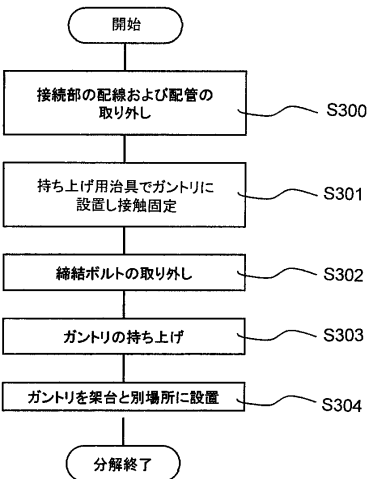 開始
接続部の配線および配管の
取り外し
S300
持ち上げ用治具でガントリに
設置し接触固定
S301
締結ボルトの取り外し
S302
ガントリの持ち上げ
S303
ガントリを架台と別場所に設置
S304
分解終了